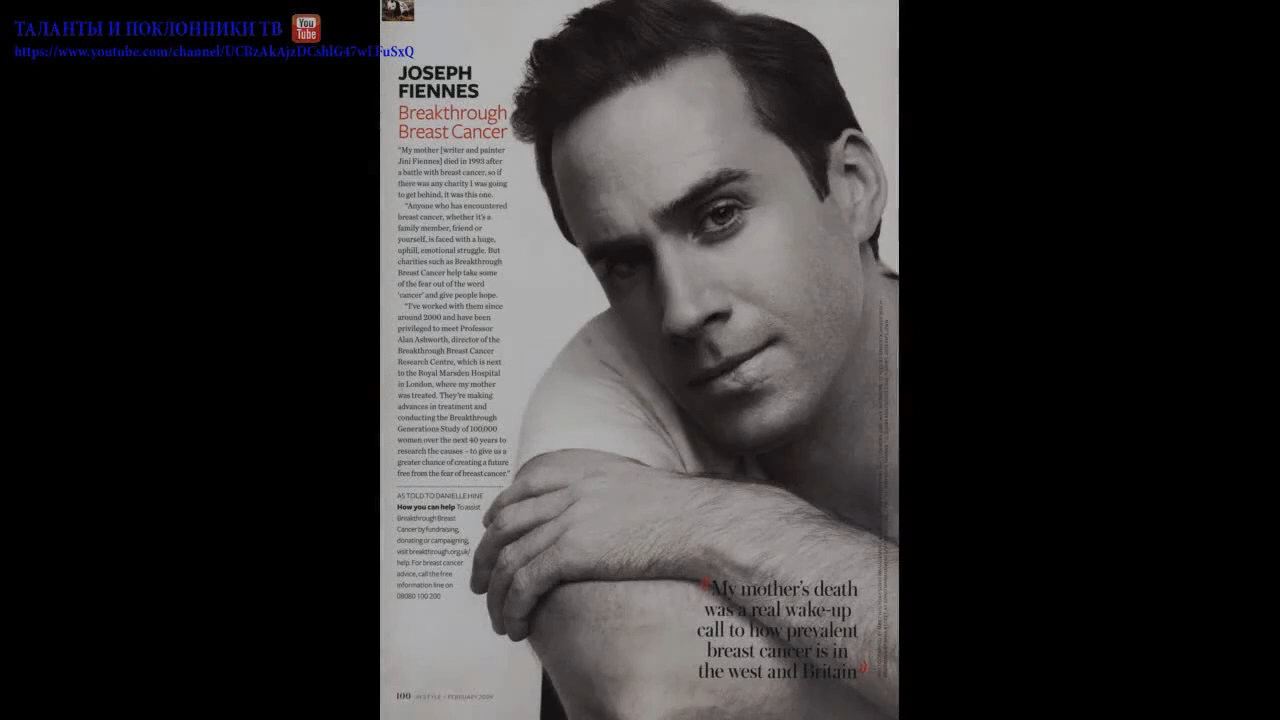 ТАЛАНТЫ И ПОКЛОННИКИ ТВ
You
Tube
JOSEPH
FIENNES
Breakthrough
Breast Cancer
"My mother [writer and painter
Jini Fiennes] died in 1993 after
a battle with breast cancer, so if
there was any charity I was going
to get behind, it was this one.
"Anyone who has encountered
breast cancer, whether it's a
family member, friend or
yourself, is faced with a huge,
uphill, emotional struggle. But
charities such as Breakthrough
Breast Cancer help take some
of the fear out of the word
'cancer' and give people hope.
"I've worked with them since
around 2000 and have been
privileged to meet Professor
Alan Ashworth, director of the
Breakthrough Breast Cancer
Research Centre, which is next
to the Royal Marsden Hospital
in London, where my mother
was treated. They're making
advances in treatment and
conducting the Breakthrough
Generations Study of 100,000
women over the next 40 years to
research the causes – to give us a
greater chance of creating a future
free from the fear of breast cancer."
AS TOLD TO DANIELLE HINE
How you can help To assist
Breakthrough Breast
Cancer by fundraising,
donating or campaigning,
visit breakthrough.org.uk/
help. For breast cancer
advice, call the free
information line on
08080 100 200
"My mother's death
was a real wake-up
call to how prevalent
breast cancer is in
the west and Britain"
100 INSTYLE / FEBRUARY 2009